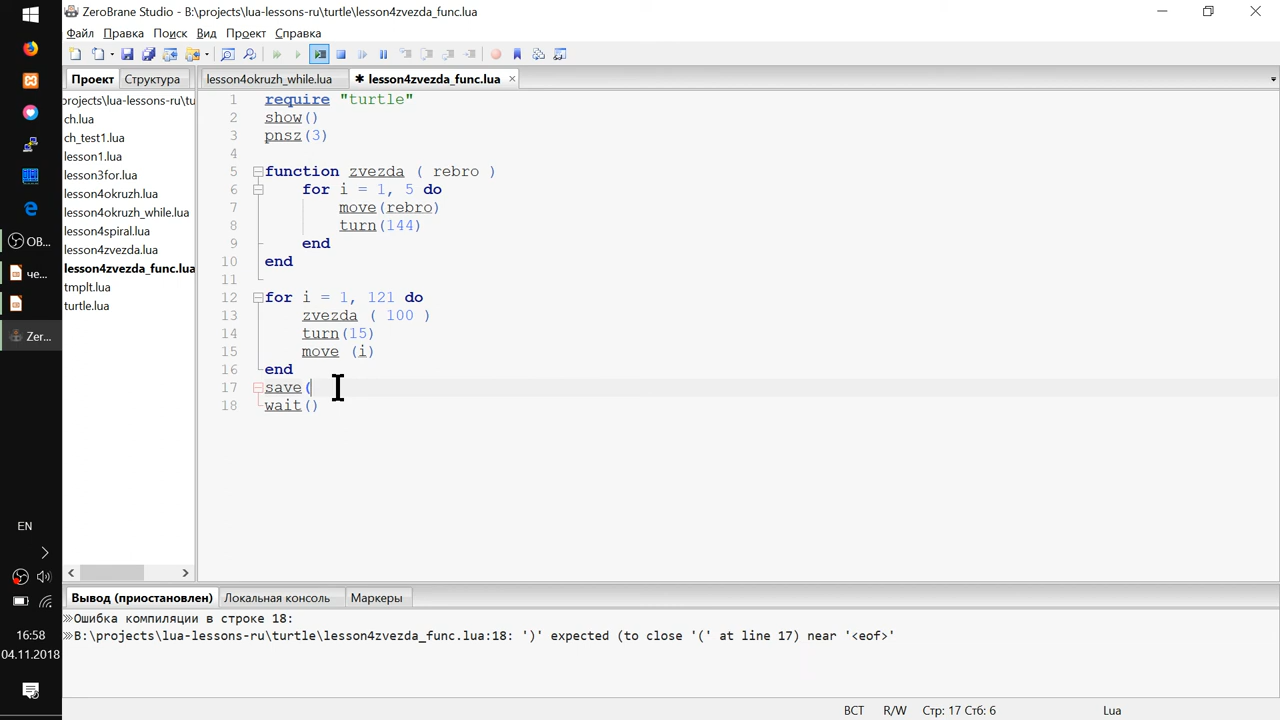 ZeroBrane Studio - B:\projects\lua-lessons-ru\turtle\lesson4zvezda_func.lua
Файл Правка Поиск Вид Проект Справка
Проект Структура
lesson4okruzh_while.lua
✱ lesson4zvezda_func.lua
projects\lua-lessons-ru\tu
ch.lua
ch_test1.lua
lesson1.lua
lesson3for.lua
lesson4okruzh.lua
lesson4okruzh_while.lua
lesson4spiral.lua
lesson4zvezda.lua
lesson4zvezda_func.lua
tmplt.lua
turtle.lua
1 require "turtle"
2 show()
3 pnsz(3)
4
5 function zvezda ( rebro )
6 for i = 1, 5 do
7 move(rebro)
8 turn(144)
9 end
10 end
11
12 for i = 1, 121 do
13 zvezda ( 100 )
14 turn(15)
15 move (i)
16 end
17 save(
18 wait()
OB...
че...
Zer...
EN
16:58
04.11.2018
Вывод (приостановлен) Локальная консоль Маркеры
Ошибка компиляции в строке 18:
B:\projects\lua-lessons-ru\turtle\lesson4zvezda_func.lua:18: ')' expected (to close '(' at line 17) near '<eof>'
ВСТ R/W Стр: 17 Стб: 6 Lua